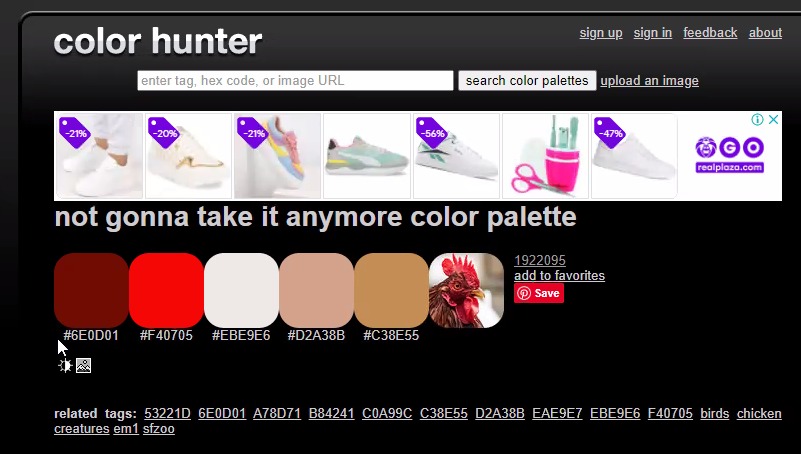 color hunter
sign up sign in feedback about
enter tag, hex code, or image URL search color palettes upload an image
-21% -20% -21% -56% -47% GO
realplaza.com
not gonna take it anymore color palette
1922095
add to favorites
Save
#6E0D01 #F40705 #EBE9E6 #D2A38B #C38E55
related tags: 53221D 6E0D01 A78D71 B84241 C0A99C C38E55 D2A38B EAE9E7 EBE9E6 F40705 birds chicken
creatures em1 sfzoo